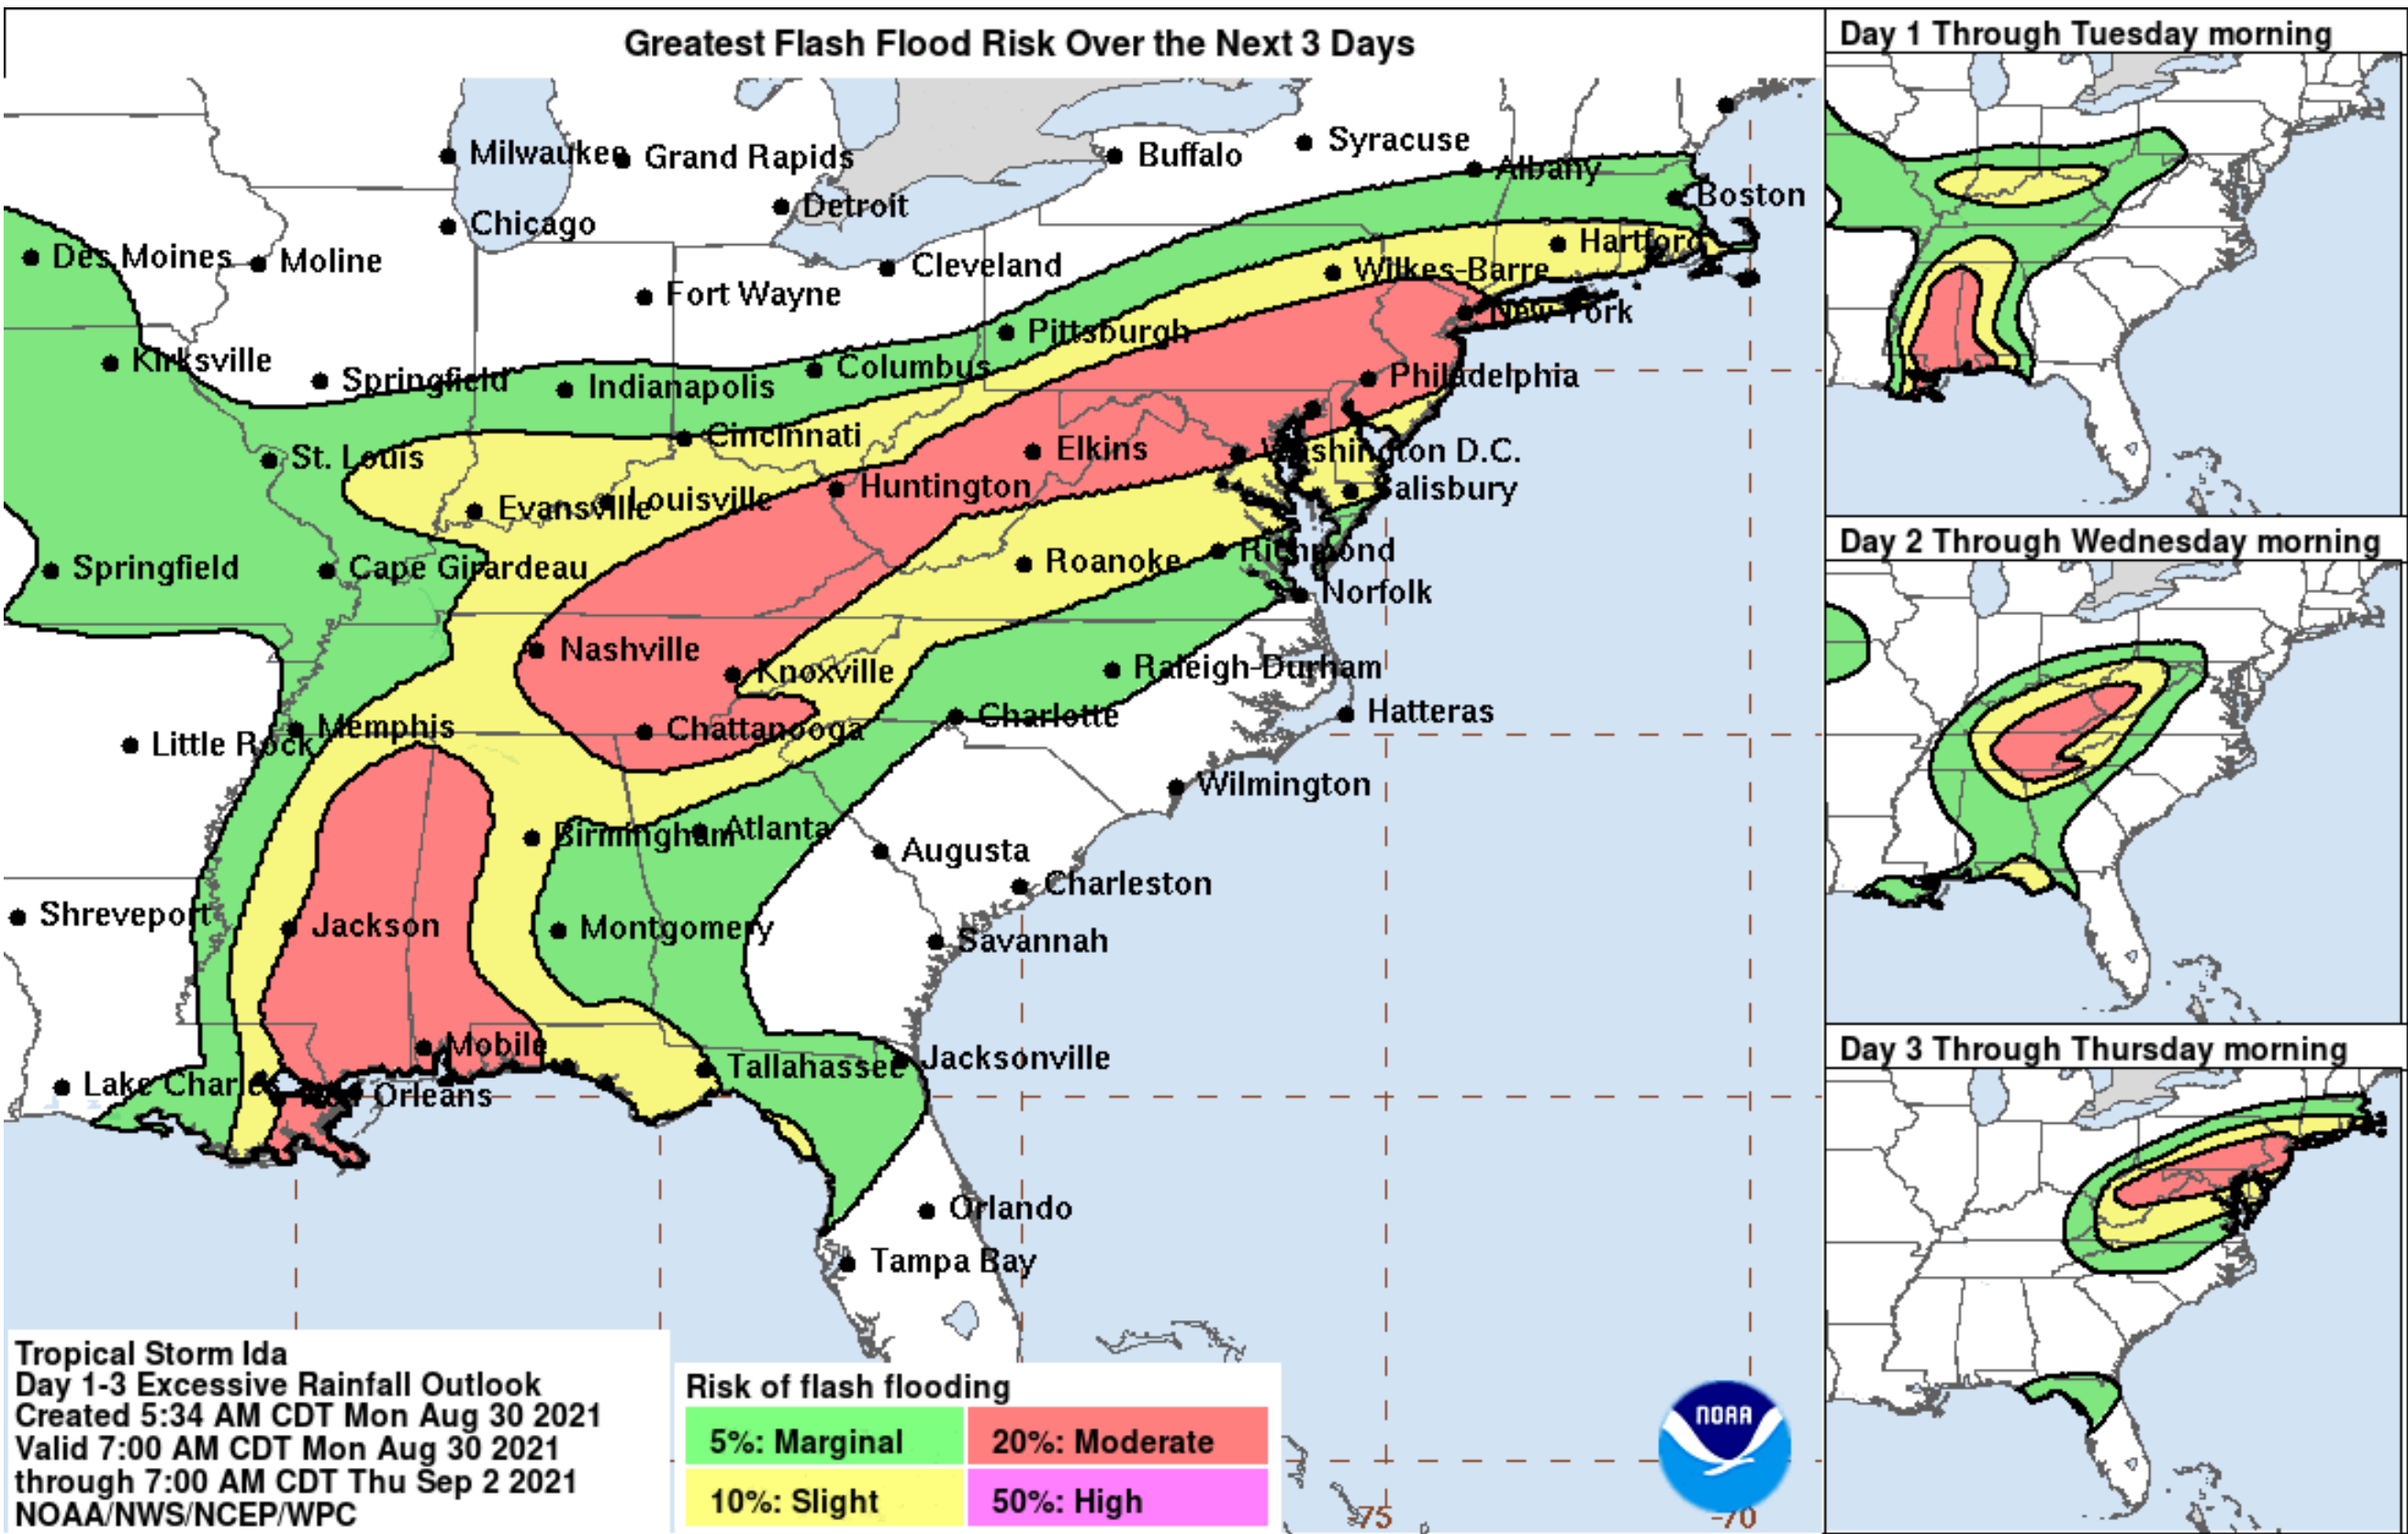 Greatest Flash Flood Risk Over the Next 3 Days
Milwaukee
Grand Rapids
Buffalo
Syracuse
Albany
Detroit
Boston
Chicago
Des Moines
Moline
Cleveland
Hartford
Wilkes-Barre
Fort Wayne
New York
Pittsburgh
Kirksville
Springfield
Indianapolis
Columbus
Philadelphia
Cincinnati
St. Louis
Elkins
Washington D.C.
Huntington
Salisbury
Evansville
Louisville
Springfield
Cape Girardeau
Roanoke
Richmond
Norfolk
Nashville
Knoxville
Raleigh-Durham
Hatteras
Memphis
Little Rock
Chattanooga
Charlotte
Wilmington
Birmingham
Atlanta
Augusta
Charleston
Shreveport
Jackson
Montgomery
Savannah
Mobile
Tallahassee
Jacksonville
Lake Charles
Orleans
Orlando
Tampa Bay
-75
-70
Tropical Storm Ida
Day 1-3 Excessive Rainfall Outlook
Created 5:34 AM CDT Mon Aug 30 2021
Valid 7:00 AM CDT Mon Aug 30 2021
through 7:00 AM CDT Thu Sep 2 2021
NOAA/NWS/NCEP/WPC
Risk of flash flooding
5%: Marginal
20%: Moderate
10%: Slight
50%: High
NOAA
Day 1 Through Tuesday morning
Day 2 Through Wednesday morning
Day 3 Through Thursday morning